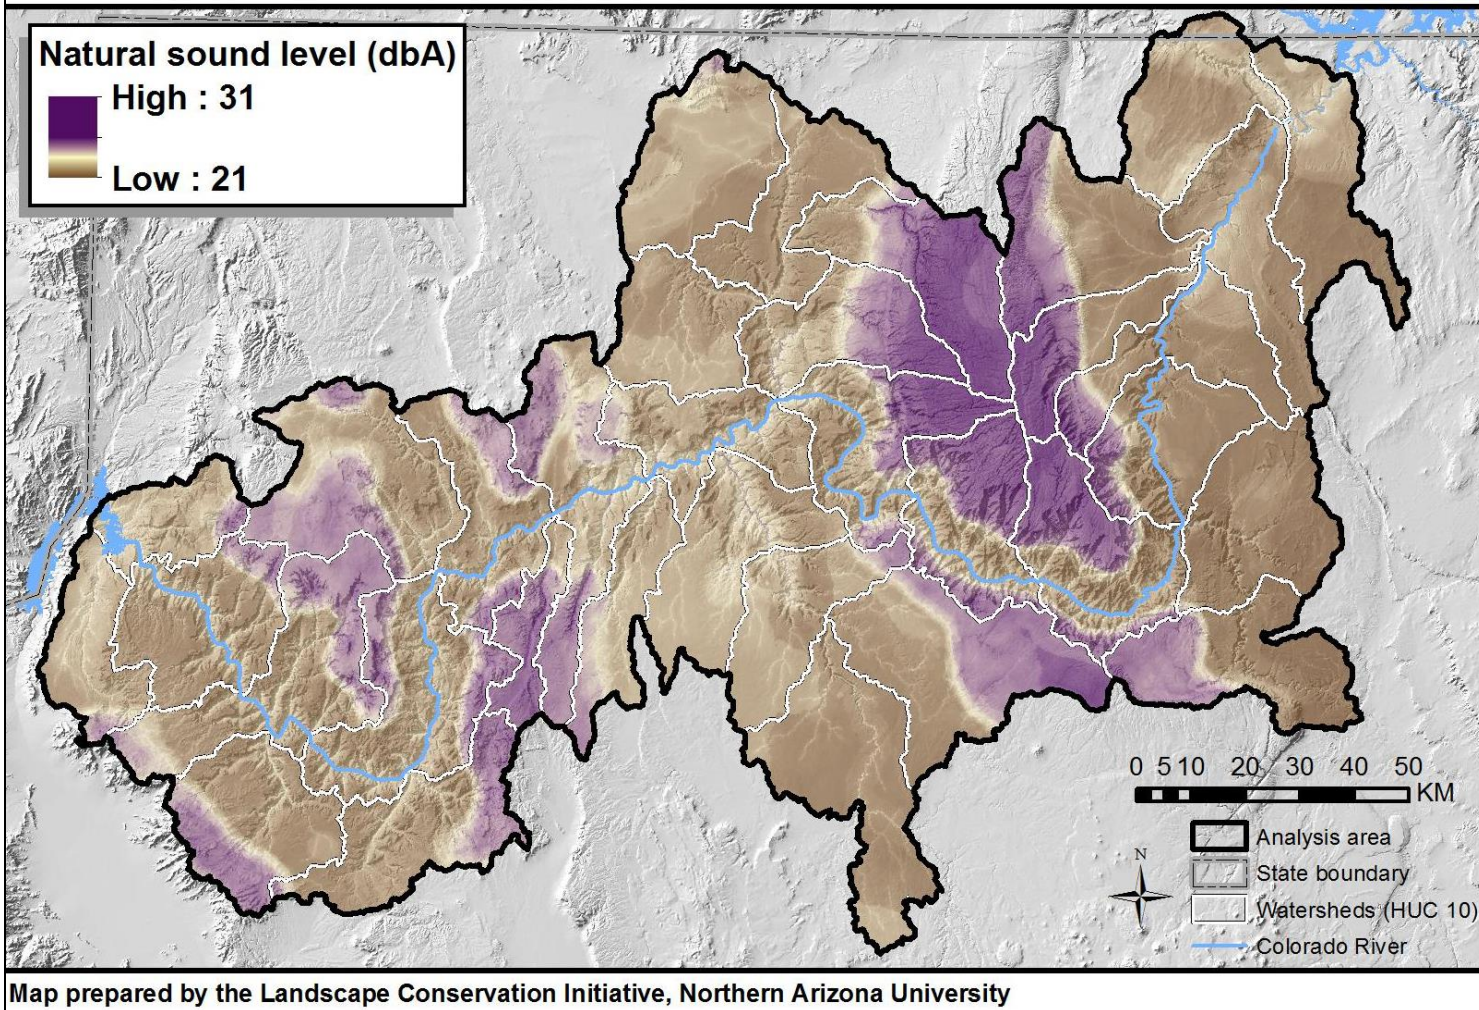 Natural sound level (dbA)
High : 31
Low : 21
0 5 10 20 30 40 50
KM
N
Analysis area
State boundary
Watersheds (HUC 10)
Colorado River
Map prepared by the Landscape Conservation Initiative, Northern Arizona University